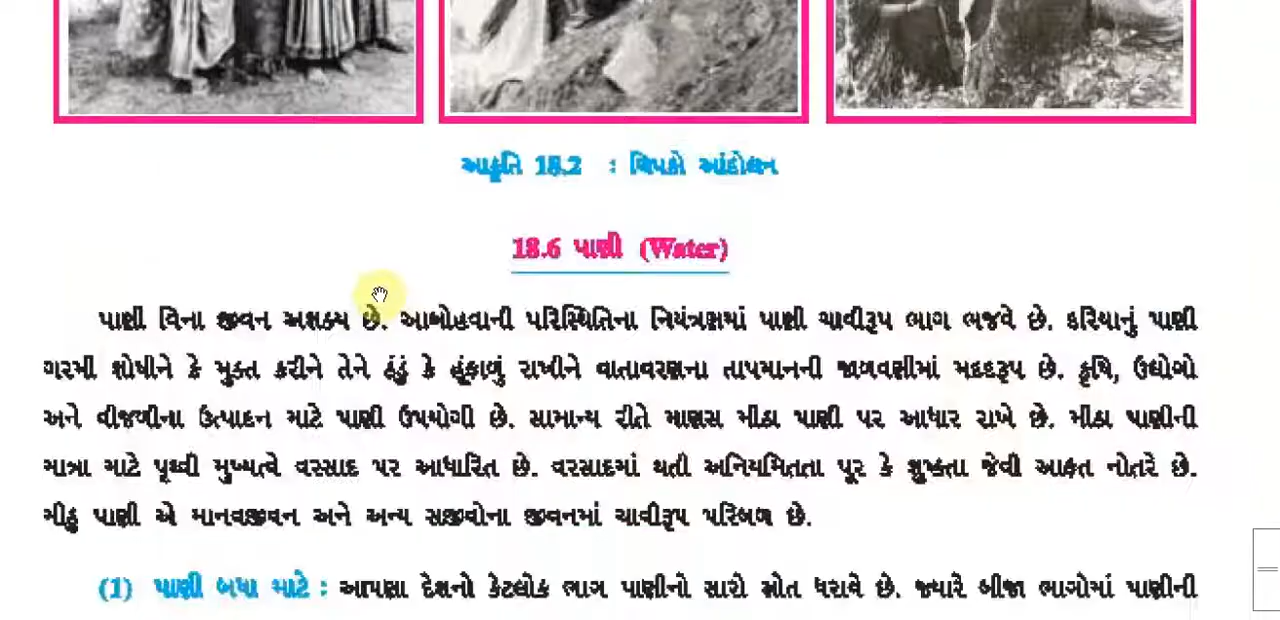 આકૃતિ 18.2 : ચિપકો આંદોલન
18.6 પાણી (Water)
પાણી વિના જીવન અશક્ય છે. આબોહવાની પરિસ્થિતિના નિયંત્રણમાં પાણી ચાવીરૂપ ભાગ ભજવે છે. દરિયાનું પાણી
ગરમી શોષીને કે મુક્ત કરીને તેને ઠંડું કે હૂંફાળું રાખીને વાતાવરણના તાપમાનની જાળવણીમાં મદદરૂપ છે. કૃષિ, ઉદ્યોગો
અને વીજળીના ઉત્પાદન માટે પાણી ઉપયોગી છે. સામાન્ય રીતે માણસ મીઠા પાણી પર આધાર રાખે છે. મીઠા પાણીની
માત્રા માટે પૃથ્વી મુખ્યત્વે વરસાદ પર આધારિત છે. વરસાદમાં થતી અનિયમિતતા પૂર કે શુષ્કતા જેવી આફત નોતરે છે.
મીઠું પાણી એ માનવજીવન અને અન્ય સજીવોના જીવનમાં ચાવીરૂપ પરિબળ છે.
(1) પાણી બધા માટે : આપણા દેશનો કેટલોક ભાગ પાણીનો સારો સ્રોત ધરાવે છે. જ્યારે બીજા ભાગોમાં પાણીની